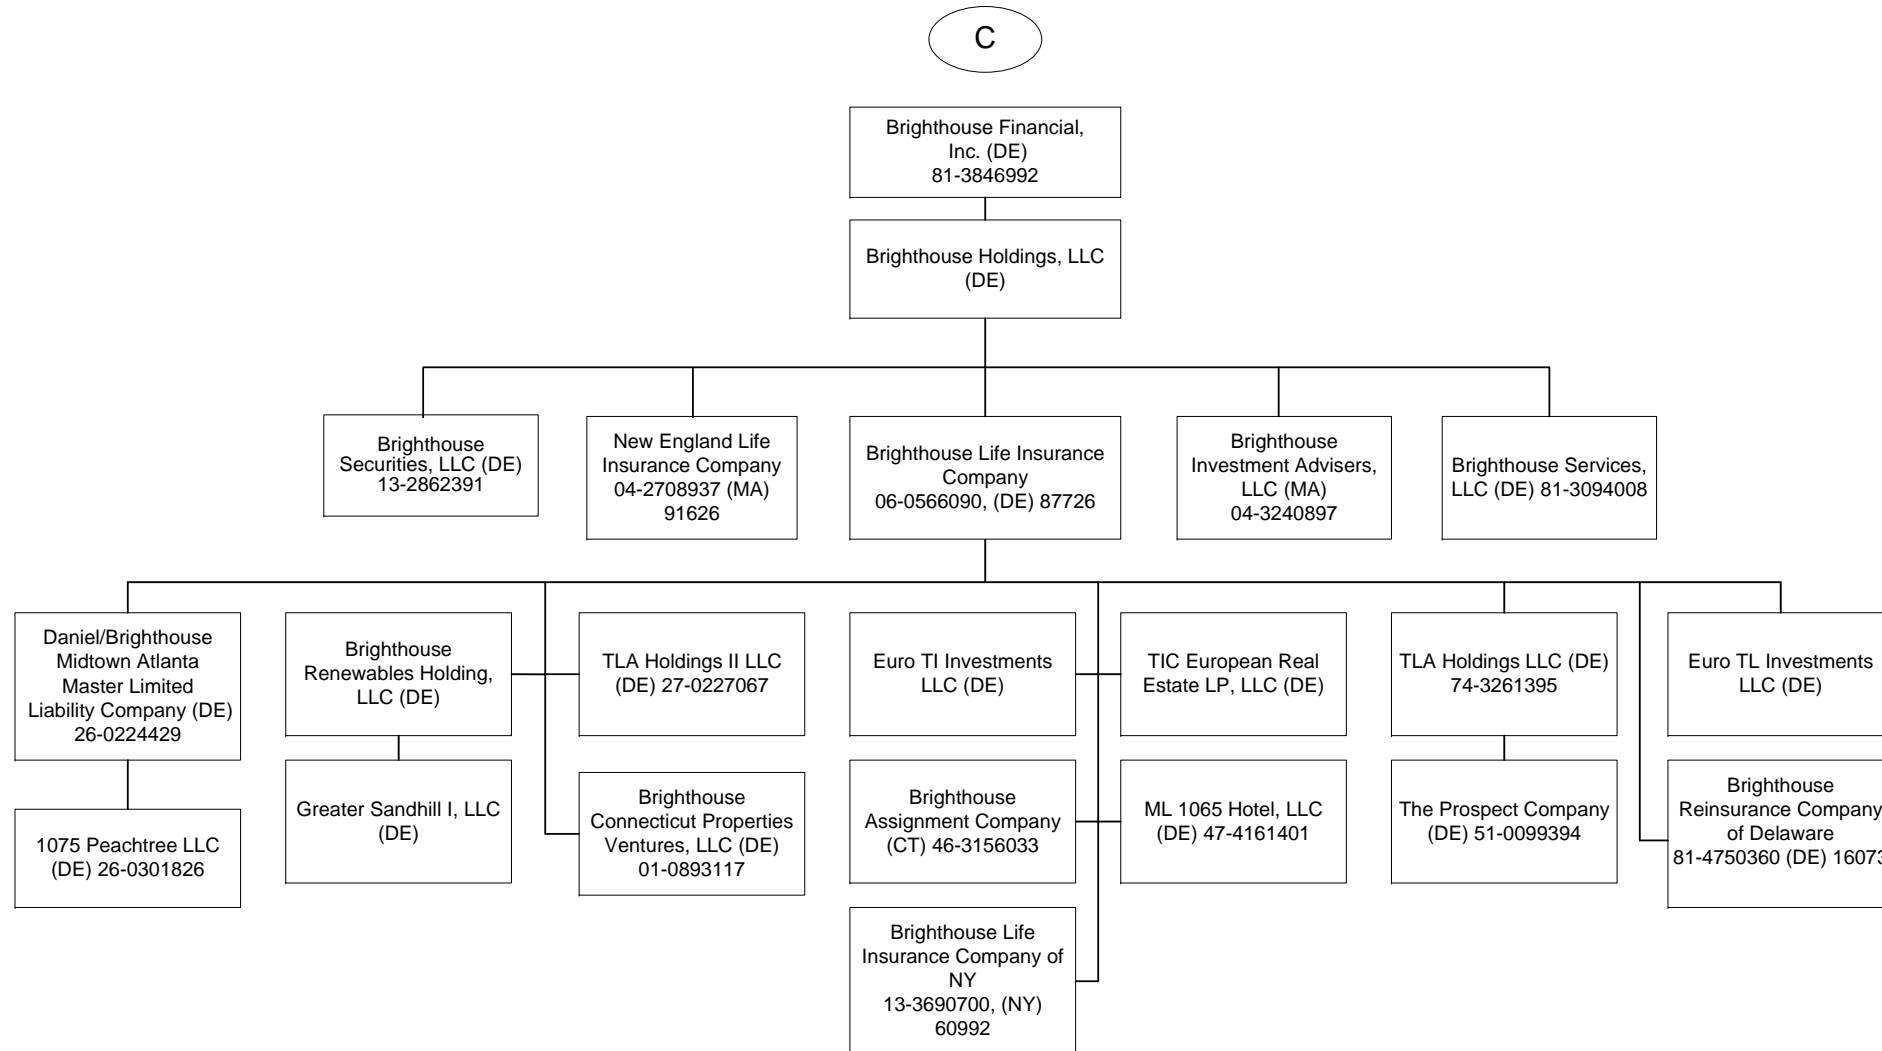 C
Brighthouse Financial,
Inc. (DE)
81-3846992
Brighthouse Holdings, LLC
(DE)
Brighthouse
Securities, LLC (DE)
13-2862391
New England Life
Insurance Company
04-2708937 (MA)
91626
Brighthouse Life Insurance
Company
06-0566090, (DE) 87726
Brighthouse
Investment Advisers,
LLC (MA)
04-3240897
Brighthouse Services,
LLC (DE) 81-3094008
Daniel/Brighthouse
Midtown Atlanta
Master Limited
Liability Company (DE)
26-0224429
Brighthouse
Renewables Holding,
LLC (DE)
TLA Holdings II LLC
(DE) 27-0227067
Euro TI Investments
LLC (DE)
TIC European Real
Estate LP, LLC (DE)
TLA Holdings LLC (DE)
74-3261395
Euro TL Investments
LLC (DE)
1075 Peachtree LLC
(DE) 26-0301826
Greater Sandhill I, LLC
(DE)
Brighthouse
Connecticut Properties
Ventures, LLC (DE)
01-0893117
Brighthouse
Assignment Company
(CT) 46-3156033
ML 1065 Hotel, LLC
(DE) 47-4161401
The Prospect Company
(DE) 51-0099394
Brighthouse
Reinsurance Company
of Delaware
81-4750360 (DE) 16073
Brighthouse Life
Insurance Company of
NY
13-3690700, (NY)
60992